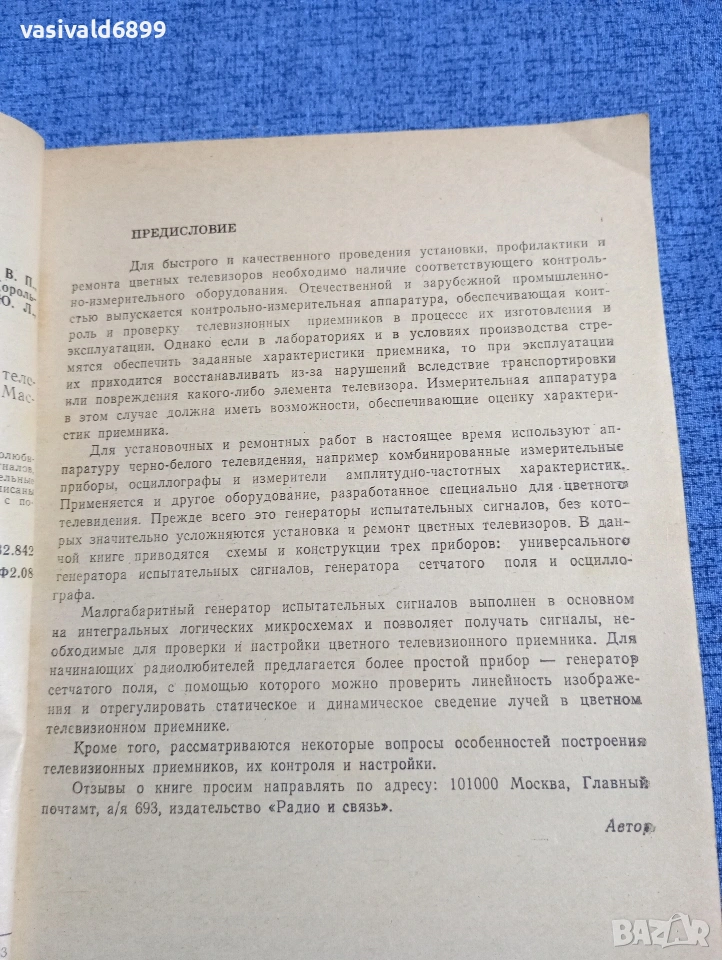 vasivald6899
В. П.,
Ю. Л.,
теле-
Мас-
сигналов,
писаны
с по-
32.842
Ф2.08
3
ПРЕДИСЛОВИЕ
Для быстрого и качественного проведения установки, профилактики и
ремонта цветных телевизоров необходимо наличие соответствующего контроль-
но-измерительного оборудования. Отечественной и зарубежной промышленно-
стью выпускается контрольно-измерительная аппаратура, обеспечивающая конт-
роль и проверку телевизионных приемников в процессе их изготовления и
эксплуатации. Однако если в лабораториях и в условиях производства стре-
мятся обеспечить заданные характеристики приемника, то при эксплуатации
их приходится восстанавливать из-за нарушений вследствие транспортировки
или повреждения какого-либо элемента телевизора. Измерительная аппаратура
в этом случае должна иметь возможности, обеспечивающие оценку характери-
стик приемника.
Для установочных и ремонтных работ в настоящее время используют ап-
паратуру черно-белого телевидения, например комбинированные измерительные
приборы, осциллографы и измерители амплитудно-частотных характеристик.
Применяется и другое оборудование, разработанное специально для цветного
телевидения. Прежде всего это генераторы испытательных сигналов, без кото-
рых значительно усложняются установка и ремонт цветных телевизоров. В дан-
ной книге приводятся схемы и конструкции трех приборов: универсального
генератора испытательных сигналов, генератора сетчатого поля и осцилло-
графа.
Малогабаритный генератор испытательных сигналов выполнен в основном
на интегральных логических микросхемах и позволяет получать сигналы, не-
обходимые для проверки и настройки цветного телевизионного приемника. Для
начинающих радиолюбителей предлагается более простой прибор — генератор
сетчатого поля, с помощью которого можно проверить линейность изображе-
ния и отрегулировать статическое и динамическое сведение лучей в цветном
телевизионном приемнике.
Кроме того, рассматриваются некоторые вопросы особенностей построения
телевизионных приемников, их контроля и настройки.
Отзывы о книге просим направлять по адресу: 101000 Москва, Главный
почтамт, а/я 693, издательство «Радио и связь».
Автор
BAZAR